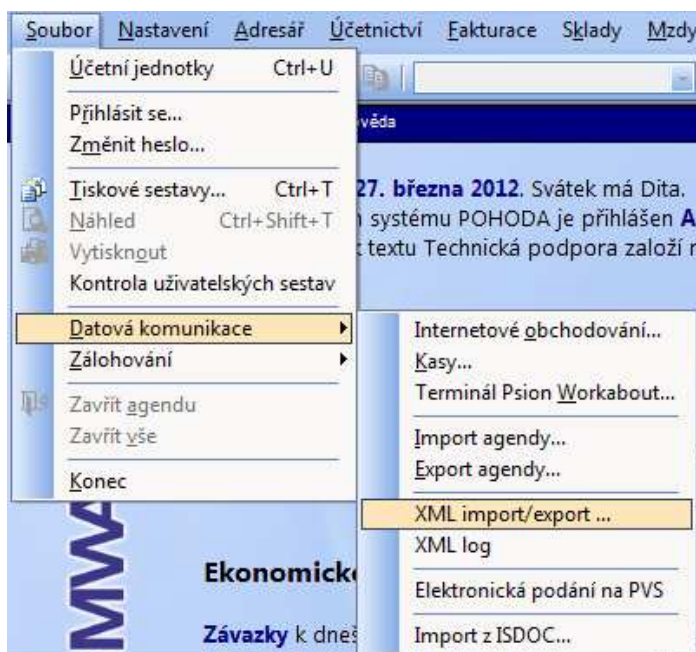 Soubor Nastavení Adresář Účetnictví Fakturace Sklady Mzdy
Účetní jednotky Ctrl+U
Přihlásit se...
Změnit heslo...
Tiskové sestavy... Ctrl+T
Náhled Ctrl+Shift+T
Vytisknout
Kontrola uživatelských sestav
Datová komunikace
Zálohování
Zavřít agendu
Zavřít vše
Konec
27. března 2012. Svátek má Dita.
systému POHODA je přihlášen A
textu Technická podpora založí
Internetové obchodování...
Kasy...
Terminál Psion Workabout...
Import agendy...
Export agendy...
XML import/export ...
XML log
Elektronická podání na PVS
Import z ISDOC...
MWA
Ekonomick
Závazky k dneš